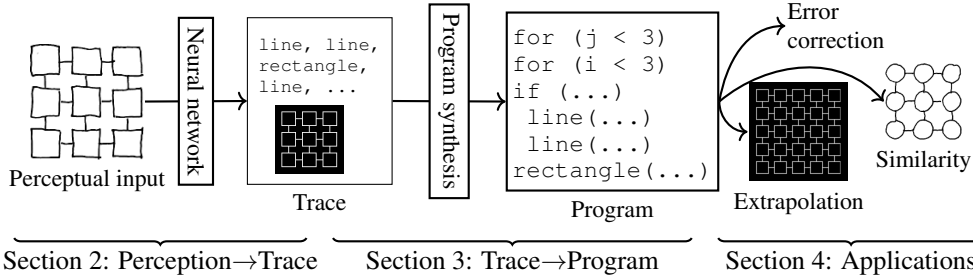 Perceptual input
Neural network
line, line,
rectangle,
line, ...
Trace
Program synthesis
for (j < 3)
for (i < 3)
if (...)
line(...)
line(...)
rectangle(...)
Program
Error
correction
Extrapolation
Similarity
Section 2: Perception→Trace
Section 3: Trace→Program
Section 4: Applications